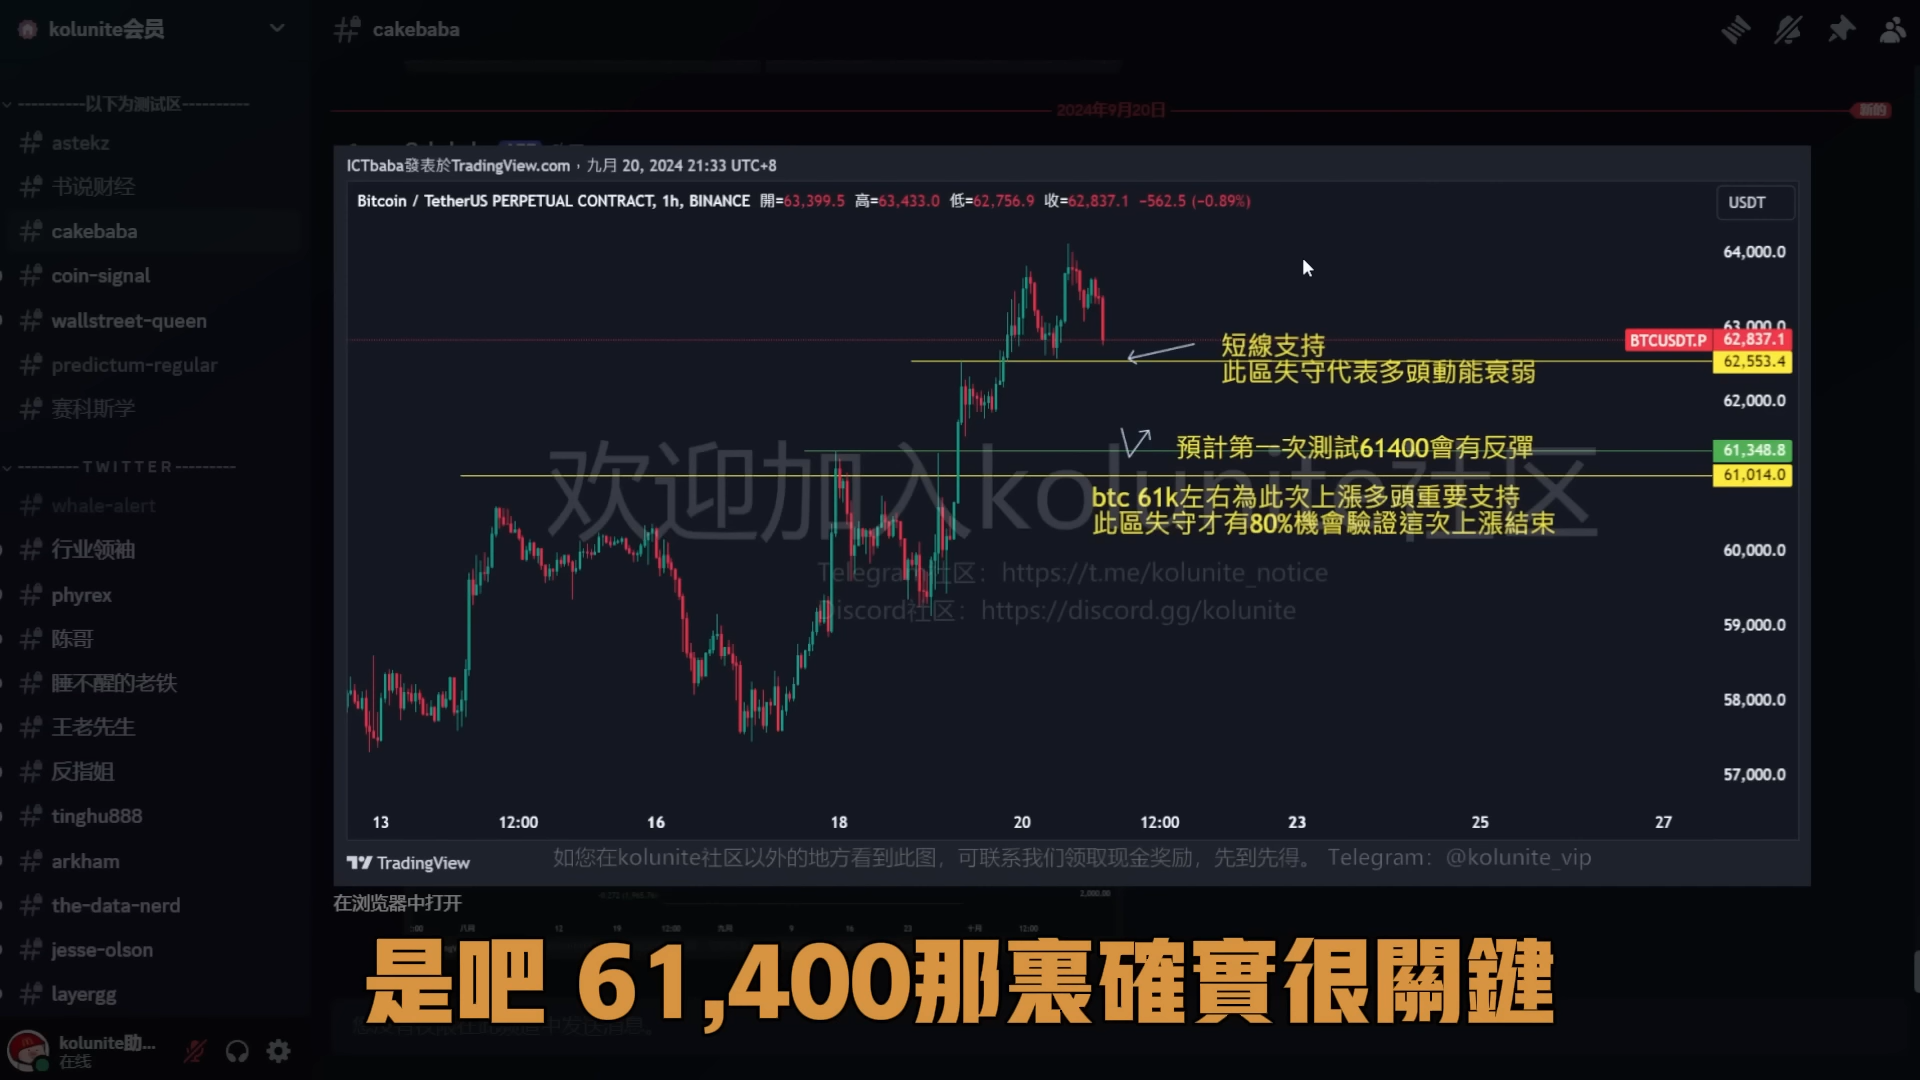 kolunite会员
cakebaba
----------以下为测试区----------
astekz
书说财经
cakebaba
coin-signal
wallstreet-queen
predictum-regular
赛科斯学
---------TWITTER---------
whale-alert
行业领袖
phyrex
陈哥
睡不醒的老铁
王老先生
反指姐
tinghu888
arkham
the-data-nerd
jesse-olson
layergg
kolunite助...
在线
2024年9月20日
新的
ICTbaba發表於TradingView.com，九月 20, 2024 21:33 UTC+8
Bitcoin / TetherUS PERPETUAL CONTRACT, 1h, BINANCE 開=63,399.5 高=63,433.0 低=62,756.9 收=62,837.1 −562.5 (−0.89%)
USDT
64,000.0
63,000.0
BTCUSDT.P 62,837.1
62,553.4
62,000.0
61,348.8
61,014.0
60,000.0
59,000.0
58,000.0
57,000.0
短線支持
此區失守代表多頭動能衰弱
預計第一次測試61400會有反彈
btc 61k左右為此次上漲多頭重要支持
此區失守才有80%機會驗證這次上漲結束
欢迎加入kolunite社区
Telegram社区：https://t.me/kolunite_notice
Discord社区：https://discord.gg/kolunite
13 12:00 16 18 20 12:00 23 25 27
TradingView
如您在kolunite社区以外的地方看到此图，可联系我们领取现金奖励，先到先得。 Telegram：@kolunite_vip
在浏览器中打开
2,000.00
是吧 61,400那裏確實很關鍵